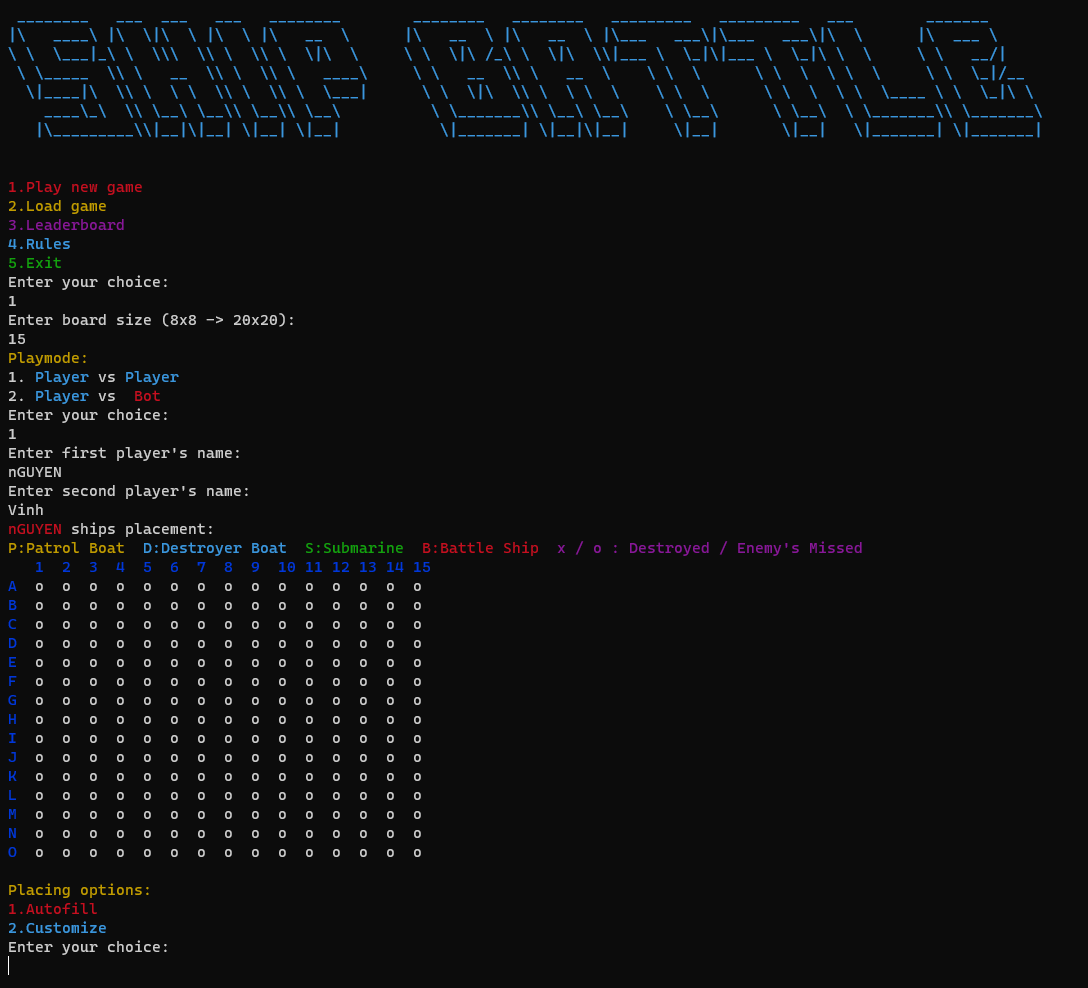 SHIP BATTLE
1.Play new game
2.Load game
3.Leaderboard
4.Rules
5.Exit
Enter your choice:
1
Enter board size (8x8 -> 20x20):
15
Playmode:
1. Player vs Player
2. Player vs  Bot
Enter your choice:
1
Enter first player's name:
nGUYEN
Enter second player's name:
Vinh
nGUYEN ships placement:
P:Patrol Boat  D:Destroyer Boat  S:Submarine  B:Battle Ship  x / o : Destroyed / Enemy's Missed
1  2  3  4  5  6  7  8  9  10 11 12 13 14 15
A  o  o  o  o  o  o  o  o  o  o  o  o  o  o  o
B  o  o  o  o  o  o  o  o  o  o  o  o  o  o  o
C  o  o  o  o  o  o  o  o  o  o  o  o  o  o  o
D  o  o  o  o  o  o  o  o  o  o  o  o  o  o  o
E  o  o  o  o  o  o  o  o  o  o  o  o  o  o  o
F  o  o  o  o  o  o  o  o  o  o  o  o  o  o  o
G  o  o  o  o  o  o  o  o  o  o  o  o  o  o  o
H  o  o  o  o  o  o  o  o  o  o  o  o  o  o  o
I  o  o  o  o  o  o  o  o  o  o  o  o  o  o  o
J  o  o  o  o  o  o  o  o  o  o  o  o  o  o  o
K  o  o  o  o  o  o  o  o  o  o  o  o  o  o  o
L  o  o  o  o  o  o  o  o  o  o  o  o  o  o  o
M  o  o  o  o  o  o  o  o  o  o  o  o  o  o  o
N  o  o  o  o  o  o  o  o  o  o  o  o  o  o  o
O  o  o  o  o  o  o  o  o  o  o  o  o  o  o  o
Placing options:
1.Autofill
2.Customize
Enter your choice: